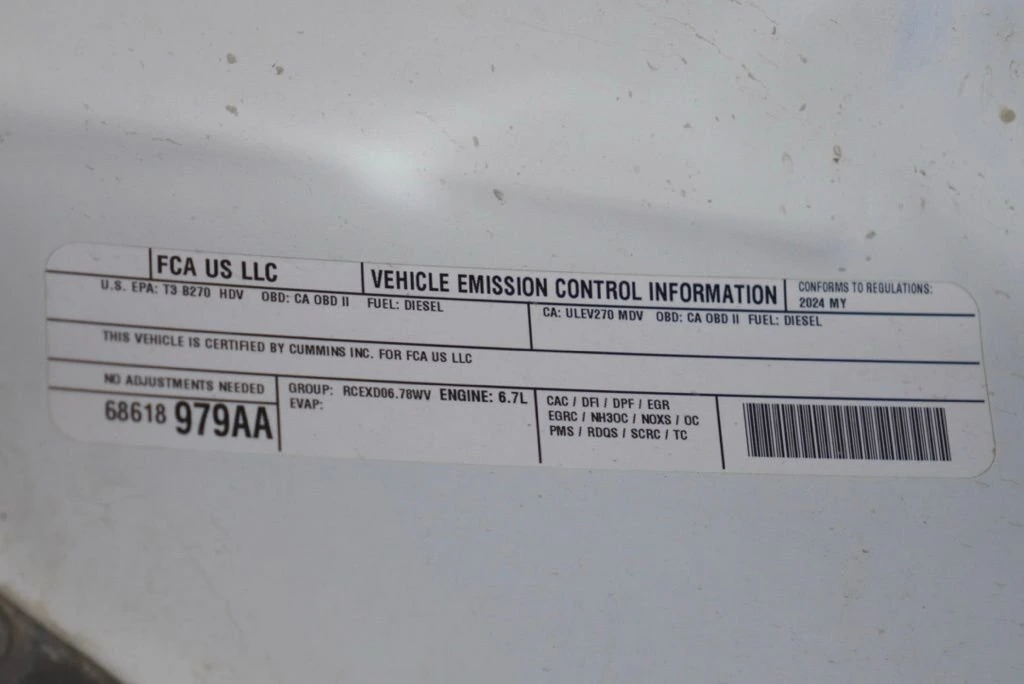 FCA US LLC
VEHICLE EMISSION CONTROL INFORMATION
CONFORMS TO REGULATIONS:
2024 MY
U.S. EPA: T3 B270 HDV OBD: CA OBD II FUEL: DIESEL
CA: ULEV270 MDV OBD: CA OBD II FUEL: DIESEL
THIS VEHICLE IS CERTIFIED BY CUMMINS INC. FOR FCA US LLC
NO ADJUSTMENTS NEEDED
68618 979AA
GROUP: RCEXD06.78WV ENGINE: 6.7L
EVAP:
CAC / DFI / DPF / EGR
EGRC / NH3OC / NOXS / OC
PMS / RDQS / SCRC / TC